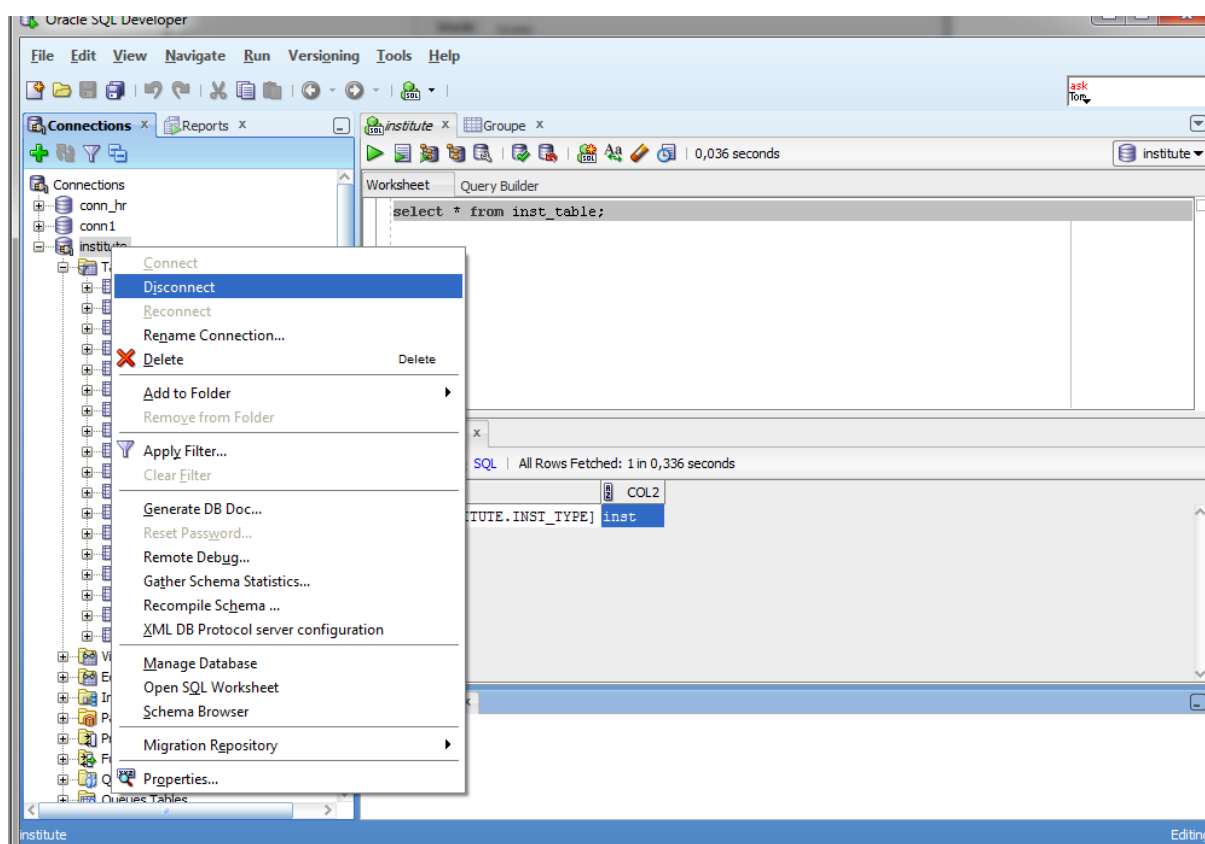 Oracle SQL Developer
File Edit View Navigate Run Versioning Tools Help
ask
Tom
Connections x Reports x
institute x Groupe x
0,036 seconds
institute
Worksheet Query Builder
Connections
conn_hr
conn1
institute
select * from inst_table;
Connect
Disconnect
Reconnect
Rename Connection...
Delete Delete
Add to Folder
Remove from Folder
Apply Filter...
Clear Filter
Generate DB Doc...
Reset Password...
Remote Debug...
Gather Schema Statistics...
Recompile Schema ...
XML DB Protocol server configuration
Manage Database
Open SQL Worksheet
Schema Browser
Migration Repository
Properties...
x
SQL | All Rows Fetched: 1 in 0,336 seconds
COL2
TUTE.INST_TYPE] inst
Queues Tables
institute
Editing